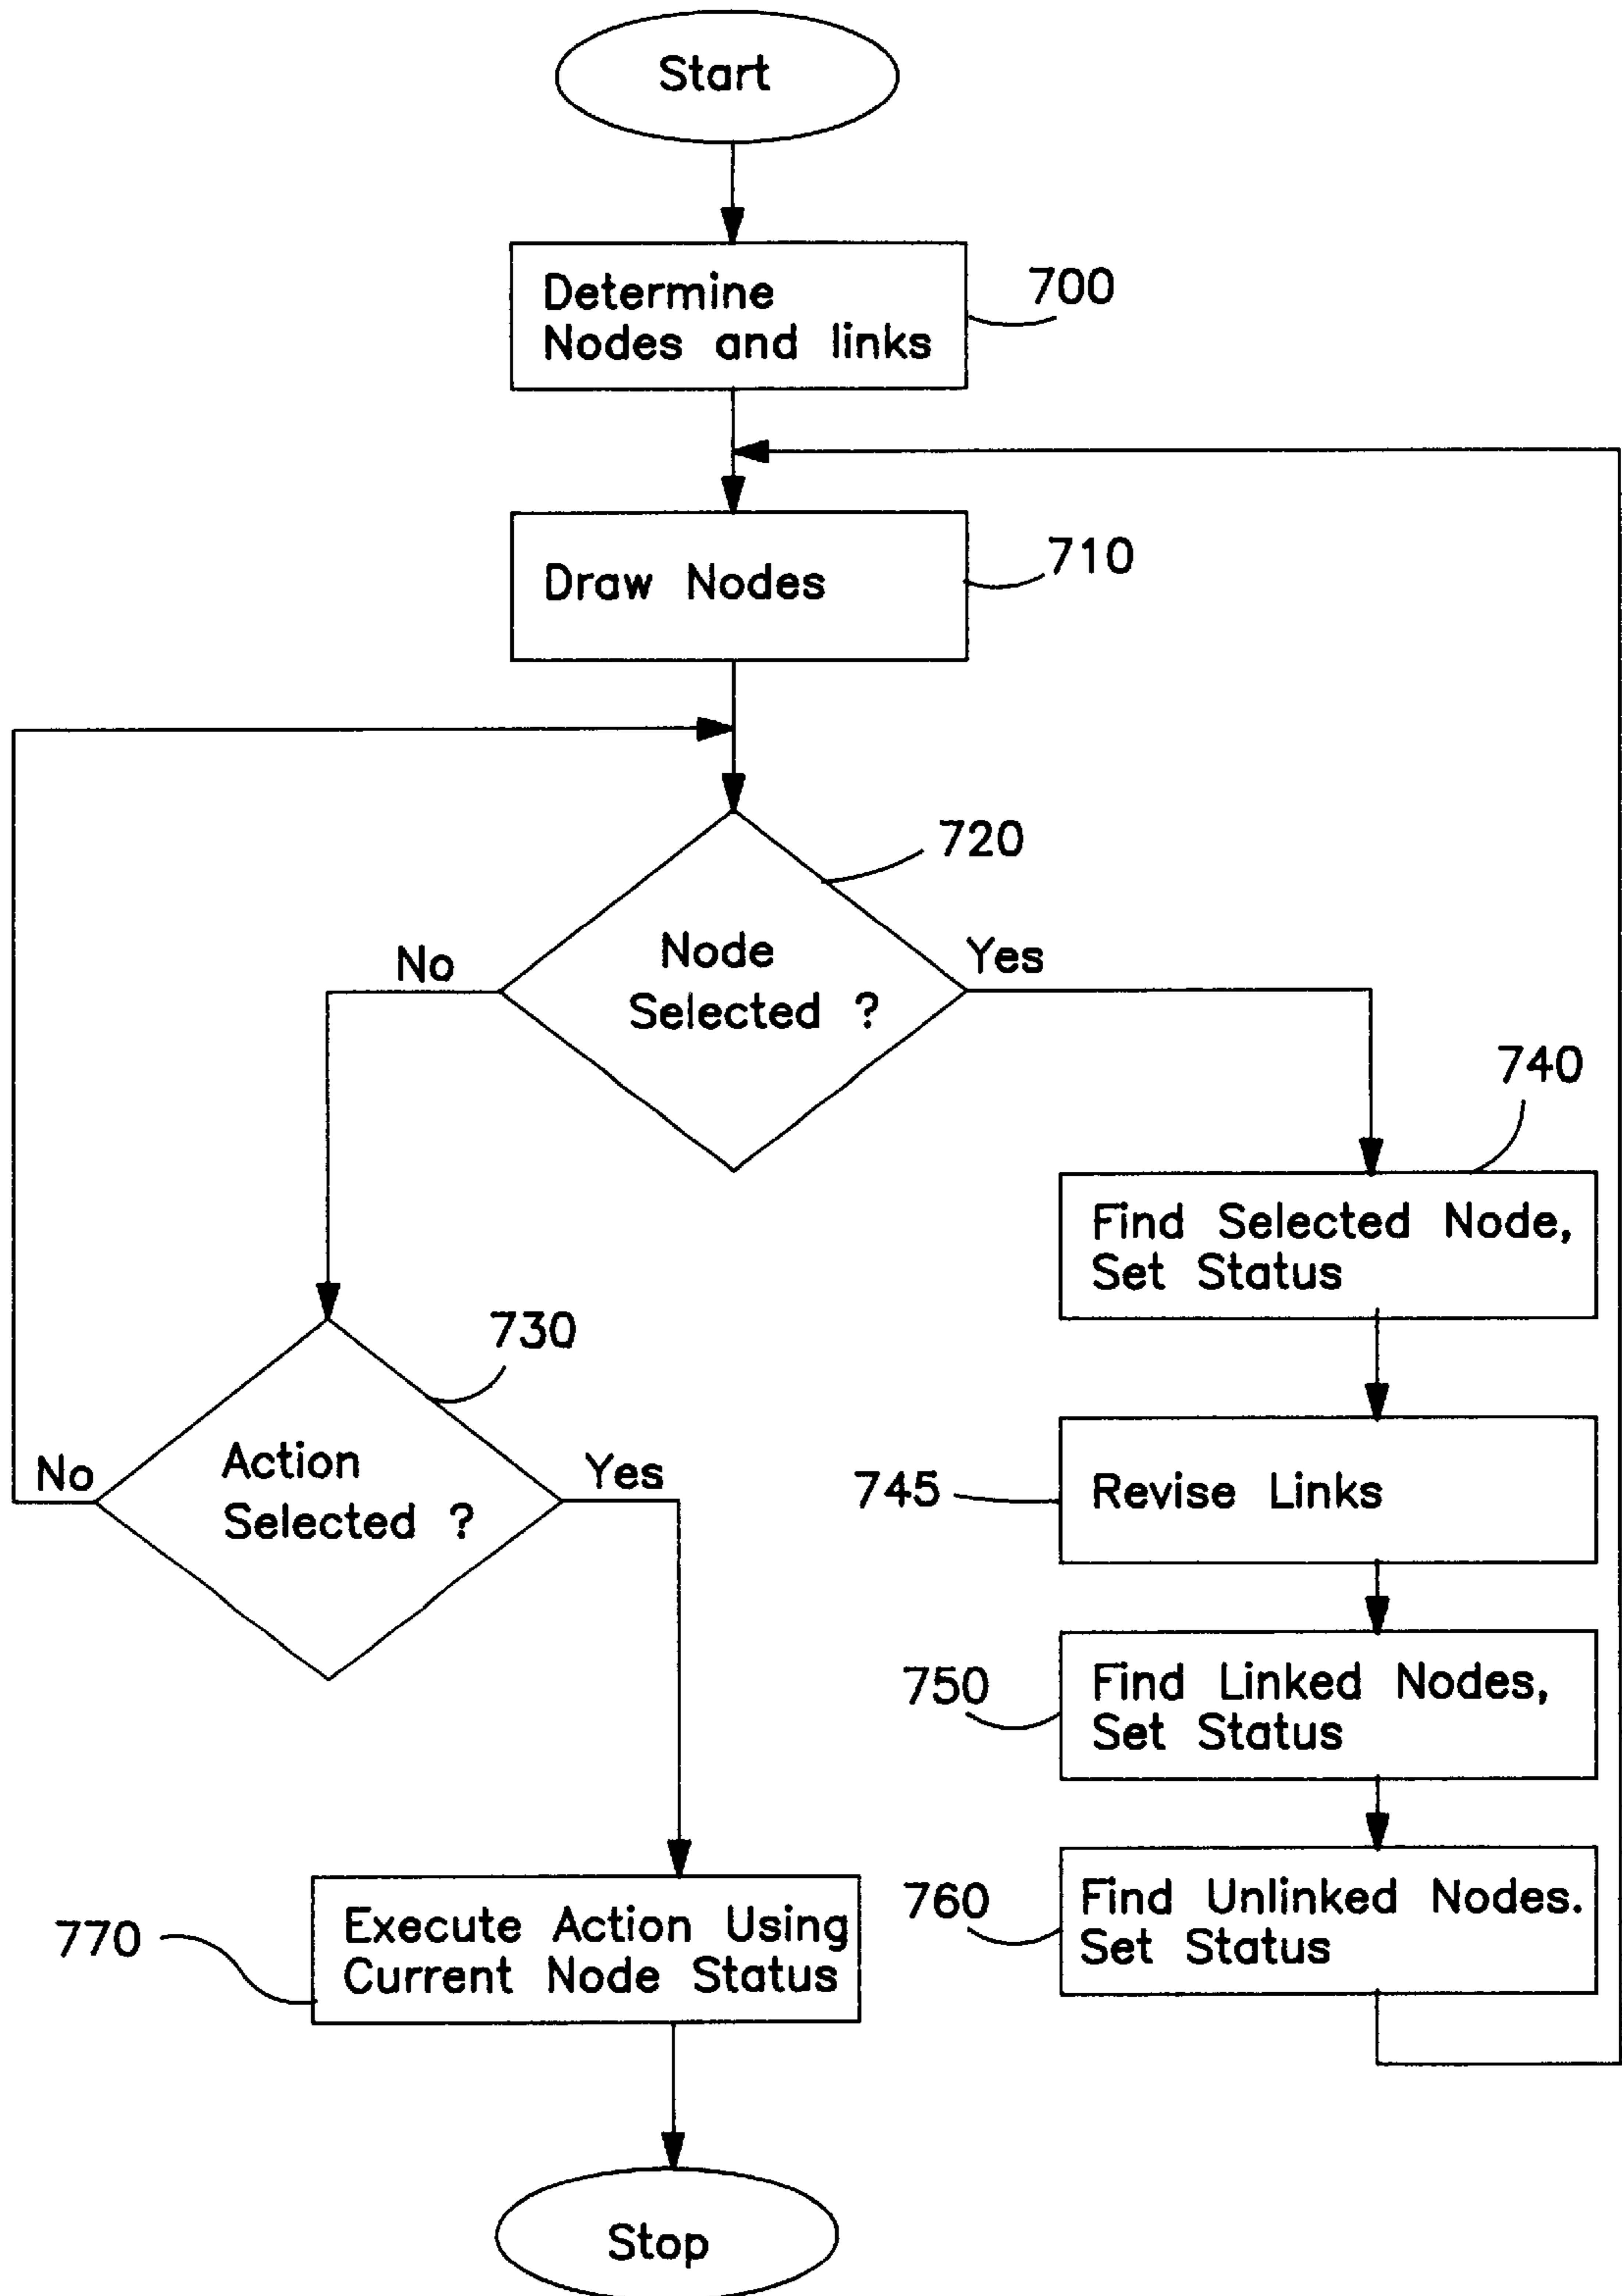 Start
Determine
Nodes and links
700
Draw Nodes
710
720
Node
Selected ?
No
Yes
740
Find Selected Node,
Set Status
730
Action
Selected ?
No
Yes
745
Revise Links
750
Find Linked Nodes,
Set Status
760
Find Unlinked Nodes.
Set Status
770
Execute Action Using
Current Node Status
Stop